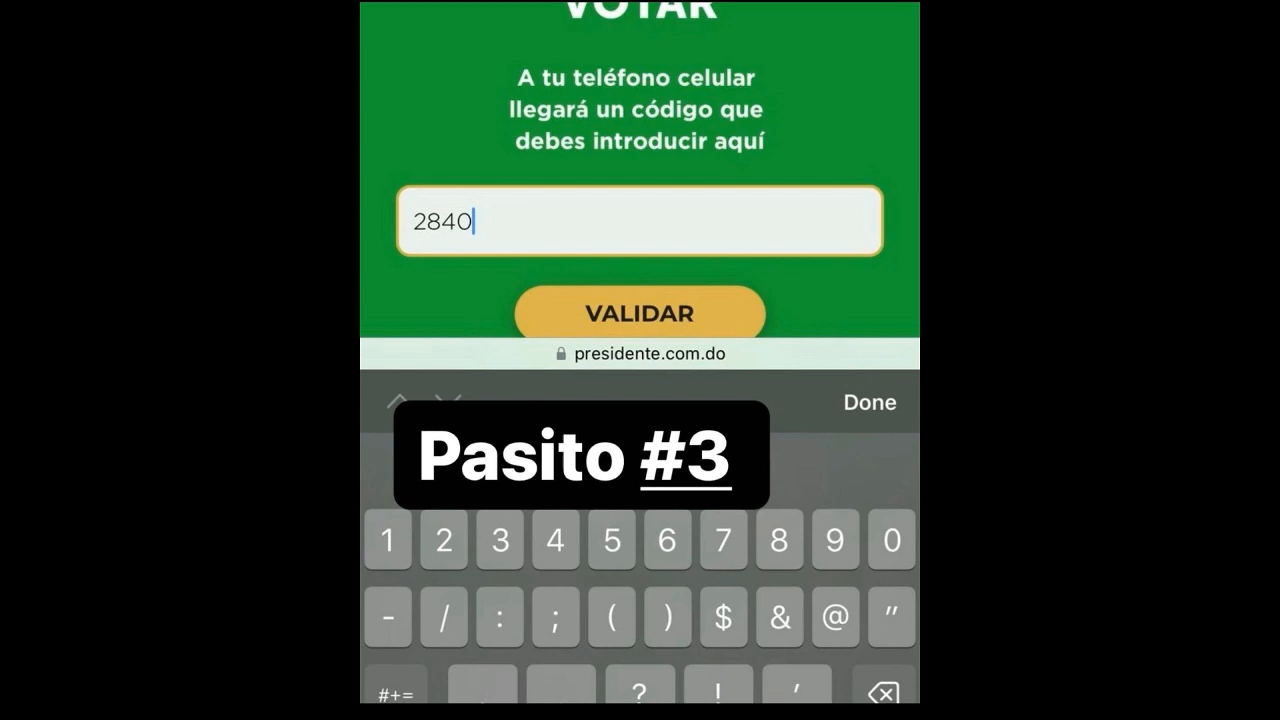 VOTAR
A tu teléfono celular
llegará un código que
debes introducir aquí
2840
VALIDAR
presidente.com.do
Done
Pasito #3
1 2 3 4 5 6 7 8 9 0
- / : ; ( ) $ & @ "
#+= . , ? ! '